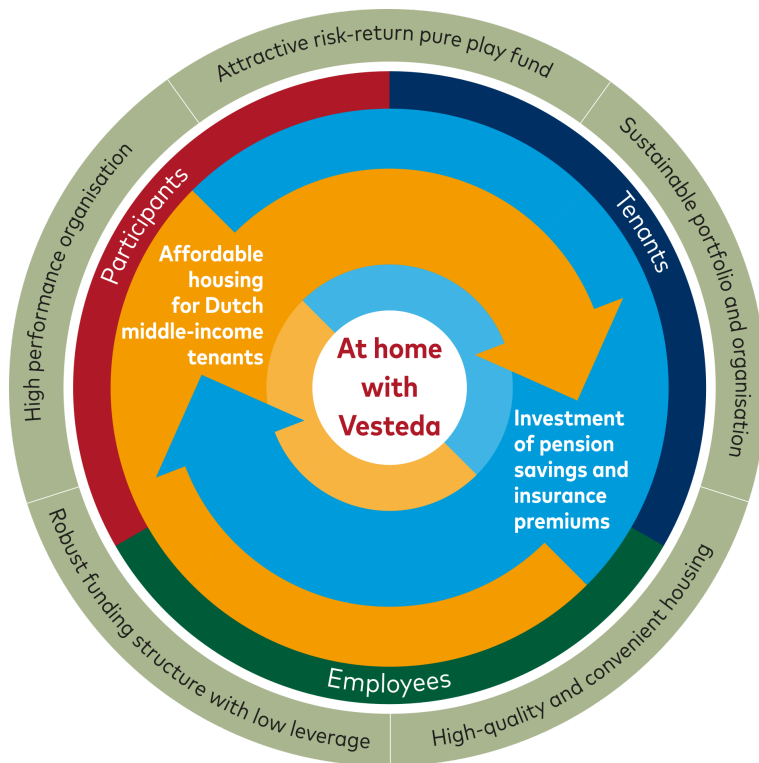 Attractive risk-return pure play fund
Sustainable portfolio and organisation
High-quality and convenient housing
Robust funding structure with low leverage
High performance organisation
Participants
Tenants
Employees
Affordable
housing
for Dutch
middle-income
tenants
At home
with
Vesteda
Investment
of pension
savings and
insurance
premiums